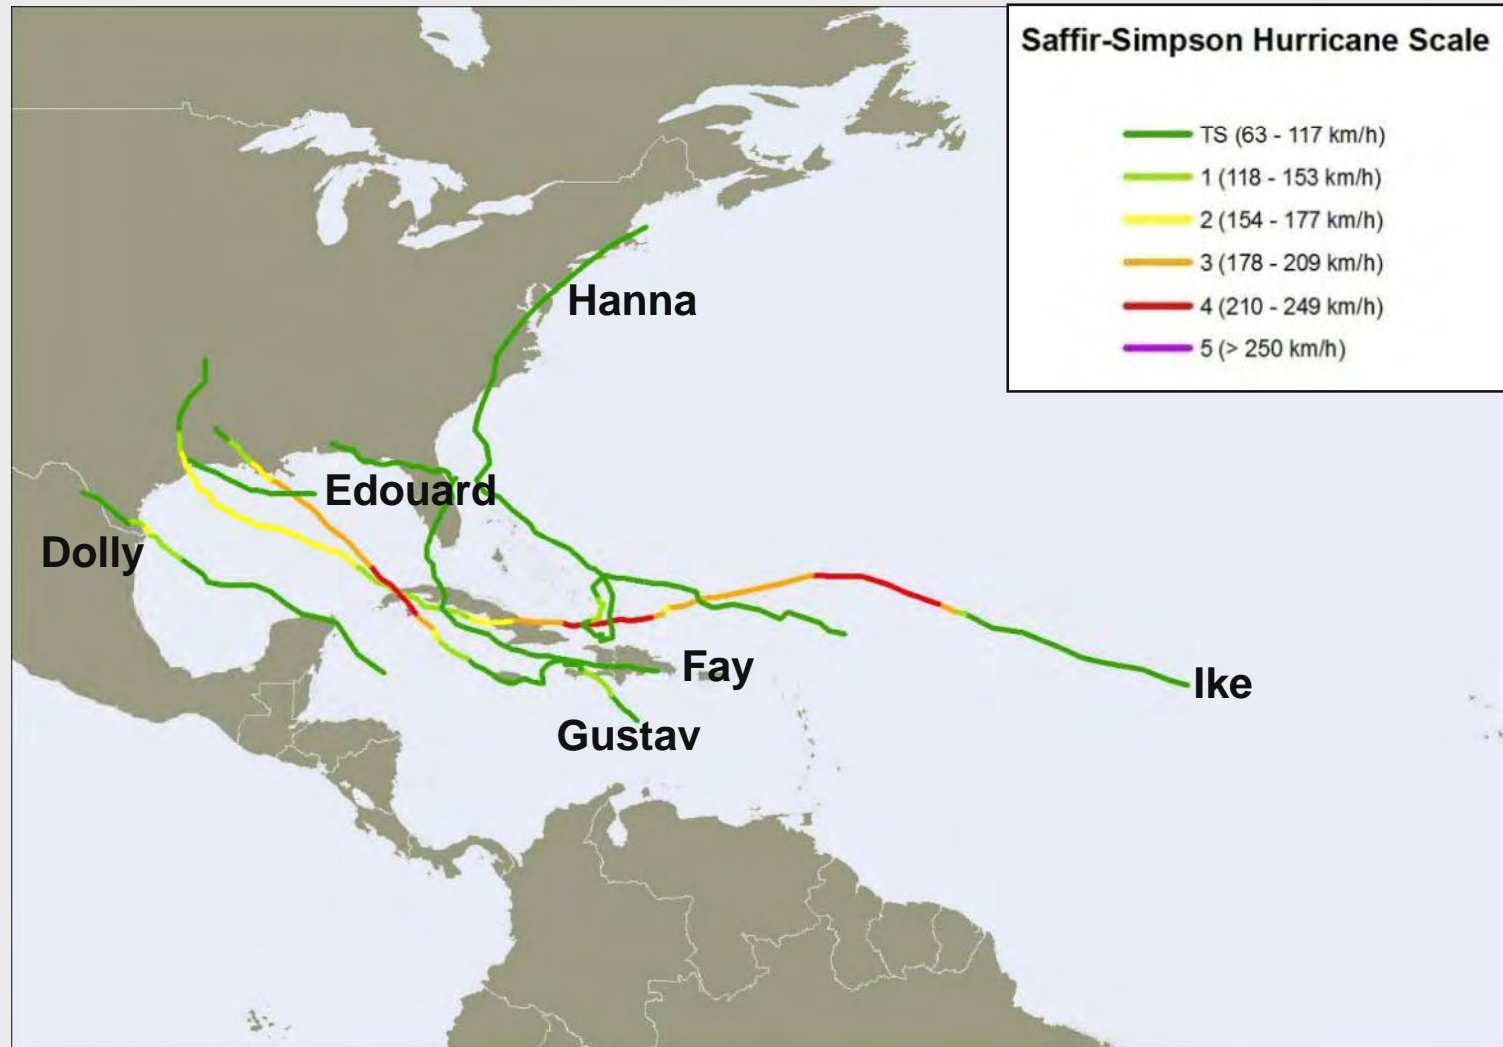 Saffir-Simpson Hurricane Scale
TS (63 - 117 km/h)
1 (118 - 153 km/h)
2 (154 - 177 km/h)
3 (178 - 209 km/h)
4 (210 - 249 km/h)
5 (> 250 km/h)
Hanna
Edouard
Dolly
Fay
Ike
Gustav